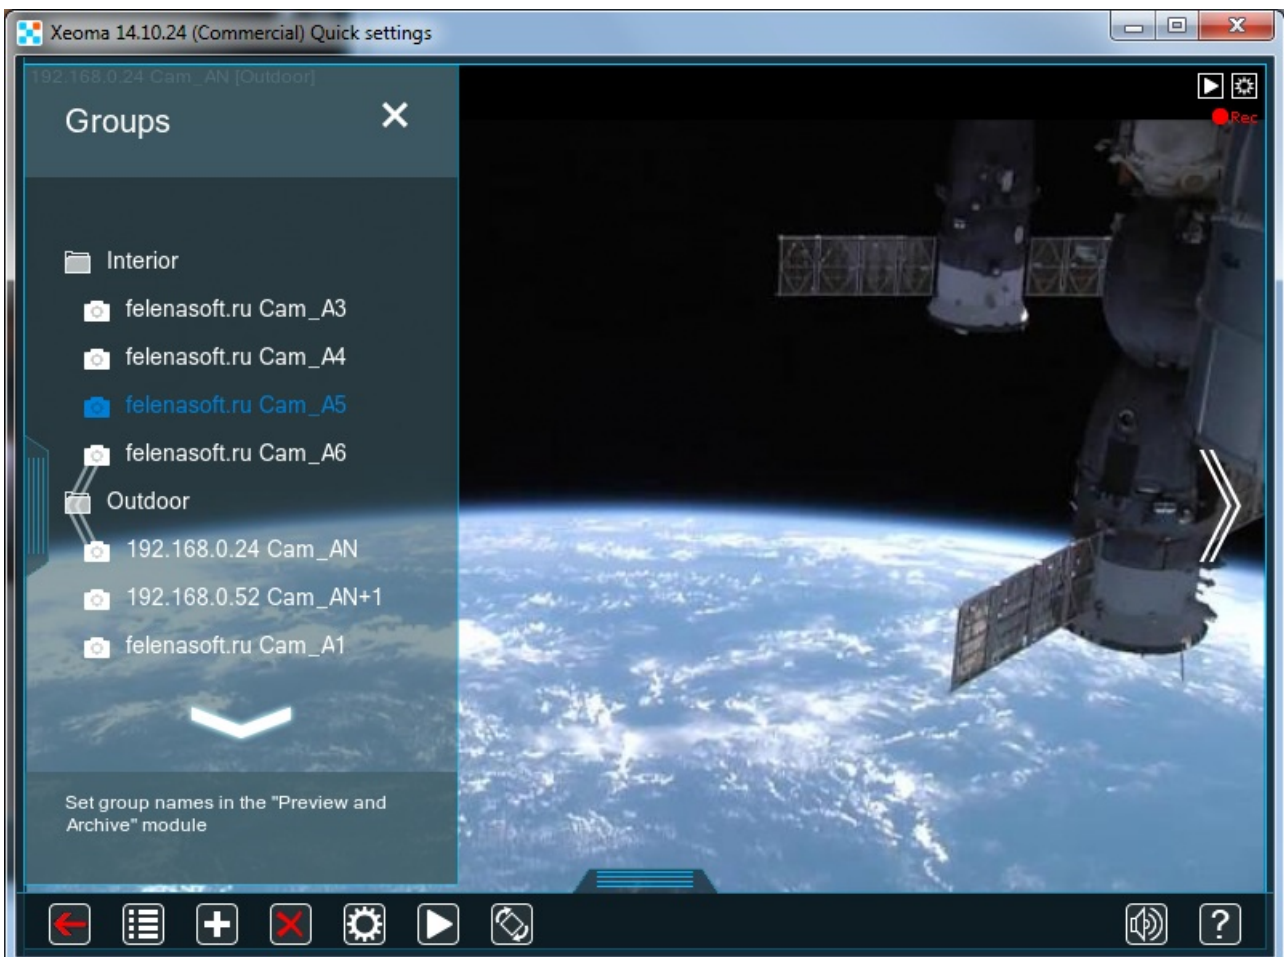 Xeoma 14.10.24 (Commercial) Quick settings
192.168.0.24 Cam_AN [Outdoor]
Groups
Rec
Interior
felenasoft.ru Cam_A3
felenasoft.ru Cam_A4
felenasoft.ru Cam_A5
felenasoft.ru Cam_A6
Outdoor
192.168.0.24 Cam_AN
192.168.0.52 Cam_AN+1
felenasoft.ru Cam_A1
Set group names in the "Preview and
Archive" module
?